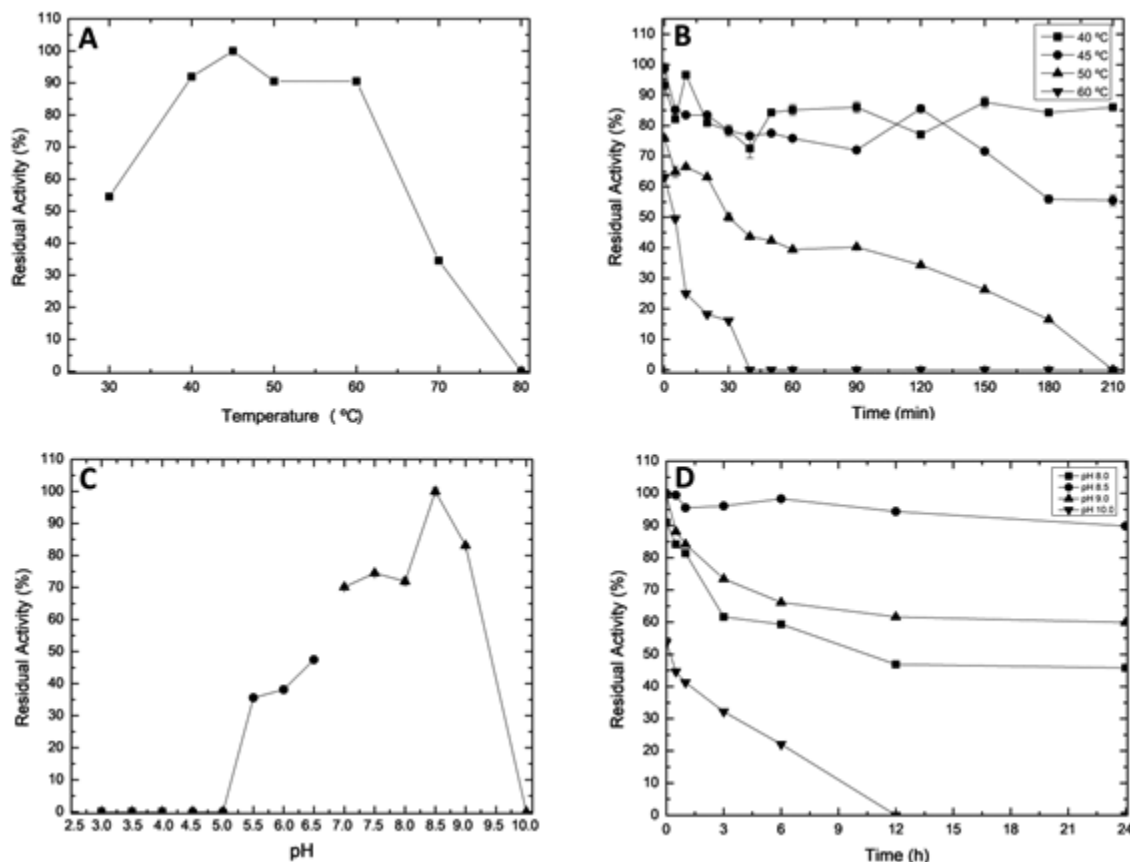 A
110
100
90
80
70
60
50
40
30
20
10
0
Residual Activity (%)
30 40 50 60 70 80
Temperature ( ºC)
B
40 ºC
45 ºC
50 ºC
60 ºC
110
100
90
80
70
60
50
40
30
20
10
0
Residual Activity (%)
0 30 60 90 120 150 180 210
Time (min)
C
110
100
90
80
70
60
50
40
30
20
10
0
Residual Activity (%)
2.5 3.0 3.5 4.0 4.5 5.0 5.5 6.0 6.5 7.0 7.5 8.0 8.5 9.0 9.5 10.0
pH
D
pH 8.0
pH 8.5
pH 9.0
pH 10.0
110
100
90
80
70
60
50
40
30
20
10
0
Residual Activity (%)
0 3 6 9 12 24
Time (h)